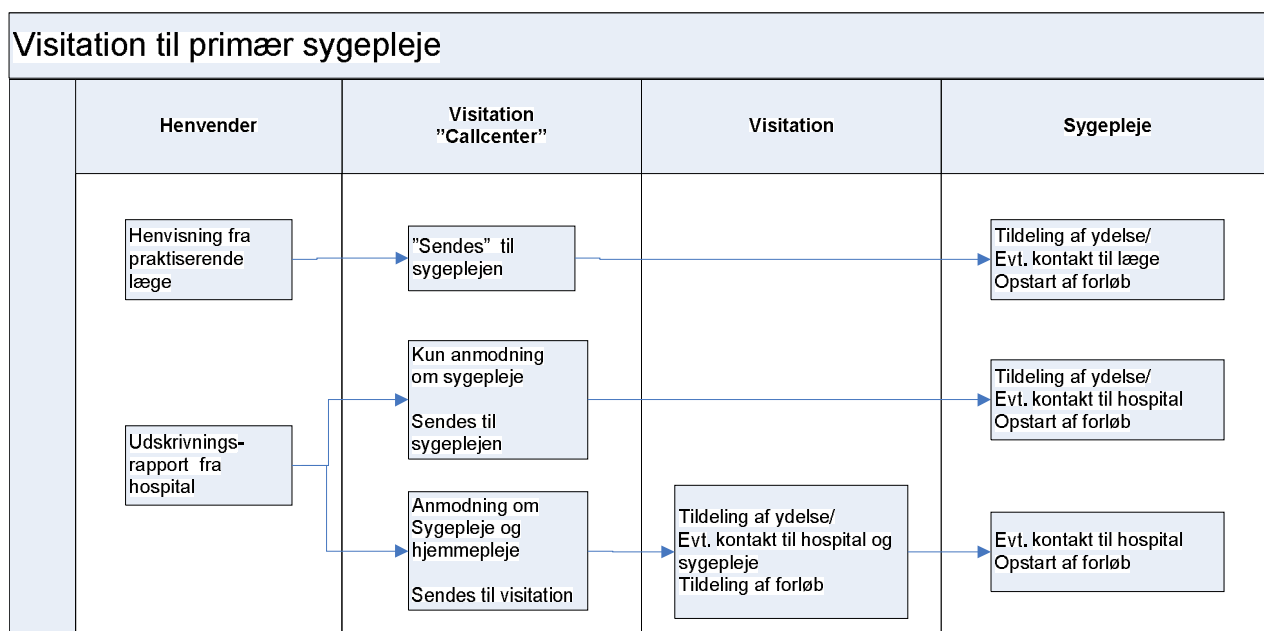 Visitation til primær sygepleje
Henvender
Visitation
”Callcenter”
Visitation
Sygepleje
Henvisning fra
praktiserende
læge
”Sendes” til
sygeplejen
Tildeling af ydelse/
Evt. kontakt til læge
Opstart af forløb
Udskrivnings-
rapport fra
hospital
Kun anmodning
om sygepleje
Sendes til
sygeplejen
Tildeling af ydelse/
Evt. kontakt til hospital
Opstart af forløb
Anmodning om
Sygepleje og
hjemmepleje
Sendes til visitation
Tildeling af ydelse/
Evt. kontakt til hospital og
sygepleje
Tildeling af forløb
Evt. kontakt til hospital
Opstart af forløb